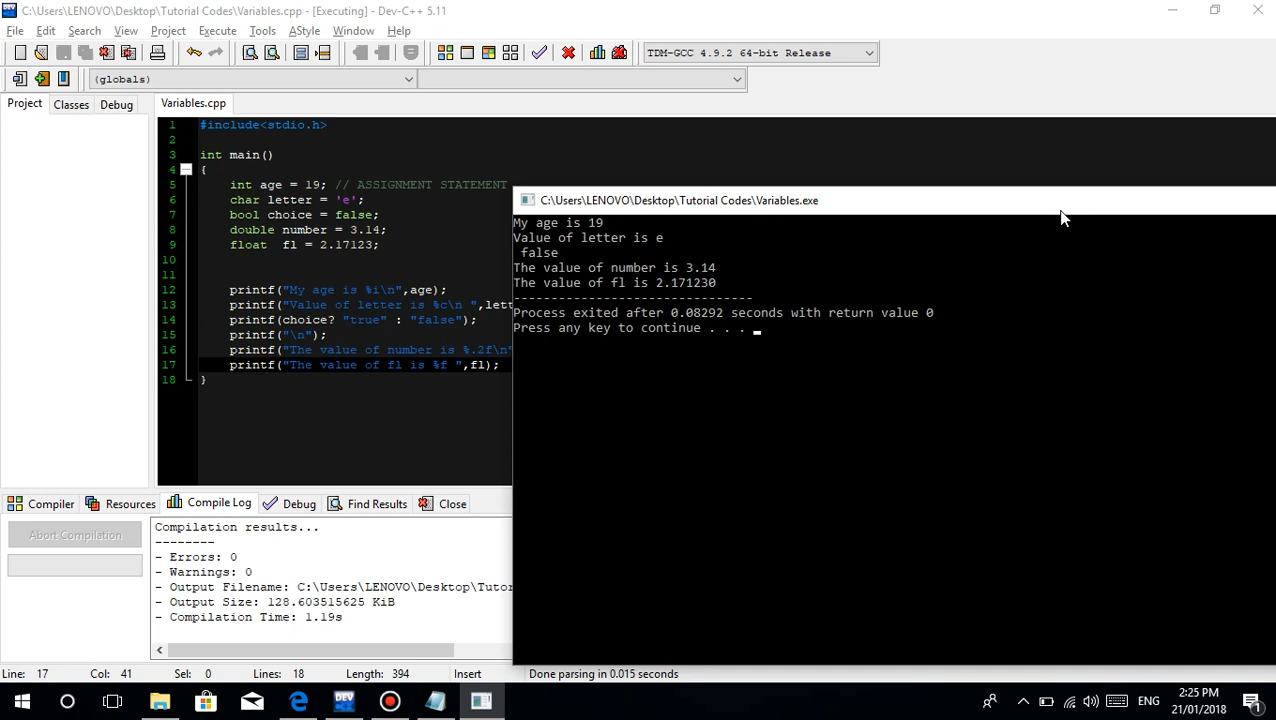 C:\Users\LENOVO\Desktop\Tutorial Codes\Variables.cpp - [Executing] - Dev-C++ 5.11
File Edit Search View Project Execute Tools AStyle Window Help
TDM-GCC 4.9.2 64-bit Release
(globals)
Project Classes Debug Variables.cpp
1 #include<stdio.h>
2
3 int main()
4 {
5 int age = 19; // ASSIGNMENT STATEMENT
6 char letter = 'e';
7 bool choice = false;
8 double number = 3.14;
9 float fl = 2.17123;
10
11
12 printf("My age is %i\n",age);
13 printf("Value of letter is %c\n ",lett
14 printf(choice? "true" : "false");
15 printf("\n");
16 printf("The value of number is %.2f\n"
17 printf("The value of fl is %f ",fl);
18 }
C:\Users\LENOVO\Desktop\Tutorial Codes\Variables.exe
My age is 19
Value of letter is e
 false
The value of number is 3.14
The value of fl is 2.171230
--------------------------------
Process exited after 0.08292 seconds with return value 0
Press any key to continue . . .
Compiler Resources Compile Log Debug Find Results Close
Abort Compilation
Compilation results...
--------
- Errors: 0
- Warnings: 0
- Output Filename: C:\Users\LENOVO\Desktop\Tutor
- Output Size: 128.603515625 KiB
- Compilation Time: 1.19s
Line: 17 Col: 41 Sel: 0 Lines: 18 Length: 394 Insert Done parsing in 0.015 seconds
DEV
ENG
2:25 PM
21/01/2018
1